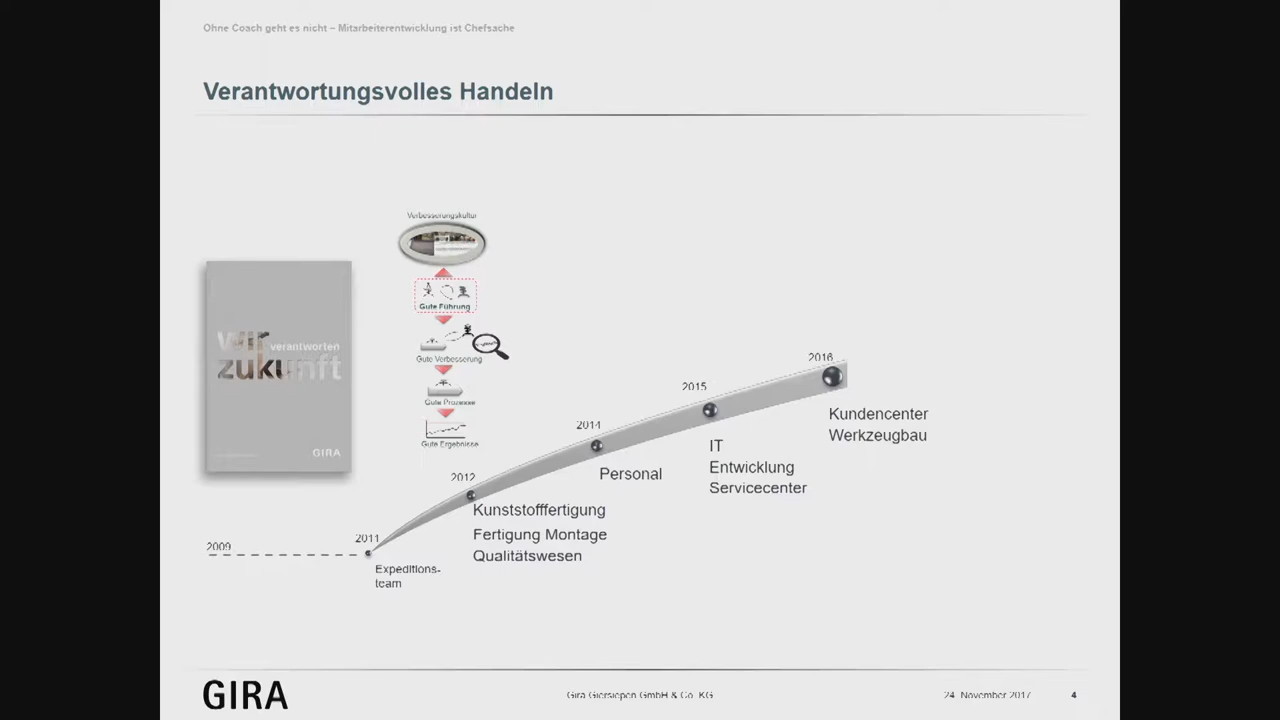 Ohne Coach geht es nicht – Mitarbeiterentwicklung ist Chefsache
Verantwortungsvolles Handeln
Verbesserungskultur
Gute Führung
Gute Verbesserung
Gute Prozesse
Gute Ergebnisse
wir verantworten
zukunft
GIRA
2009
2011
Expeditions-
team
2012
Kunststofffertigung
Fertigung Montage
Qualitätswesen
2014
Personal
2015
IT
Entwicklung
Servicecenter
2016
Kundencenter
Werkzeugbau
GIRA
Gira Giersiepen GmbH & Co. KG
24. November 2017
4